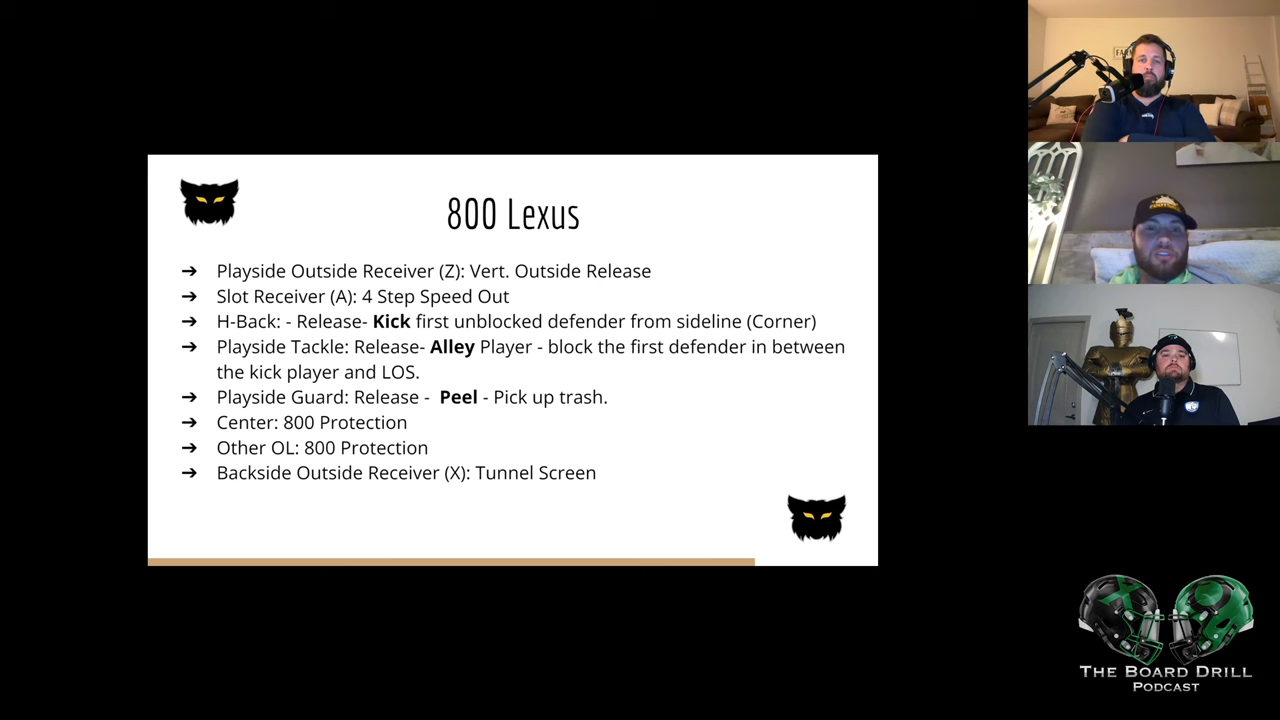 800 Lexus
➔ Playside Outside Receiver (Z): Vert. Outside Release
➔ Slot Receiver (A): 4 Step Speed Out
➔ H-Back: - Release- Kick first unblocked defender from sideline (Corner)
➔ Playside Tackle: Release- Alley Player - block the first defender in between
the kick player and LOS.
➔ Playside Guard: Release - Peel - Pick up trash.
➔ Center: 800 Protection
➔ Other OL: 800 Protection
➔ Backside Outside Receiver (X): Tunnel Screen
THE BOARD DRILL
PODCAST